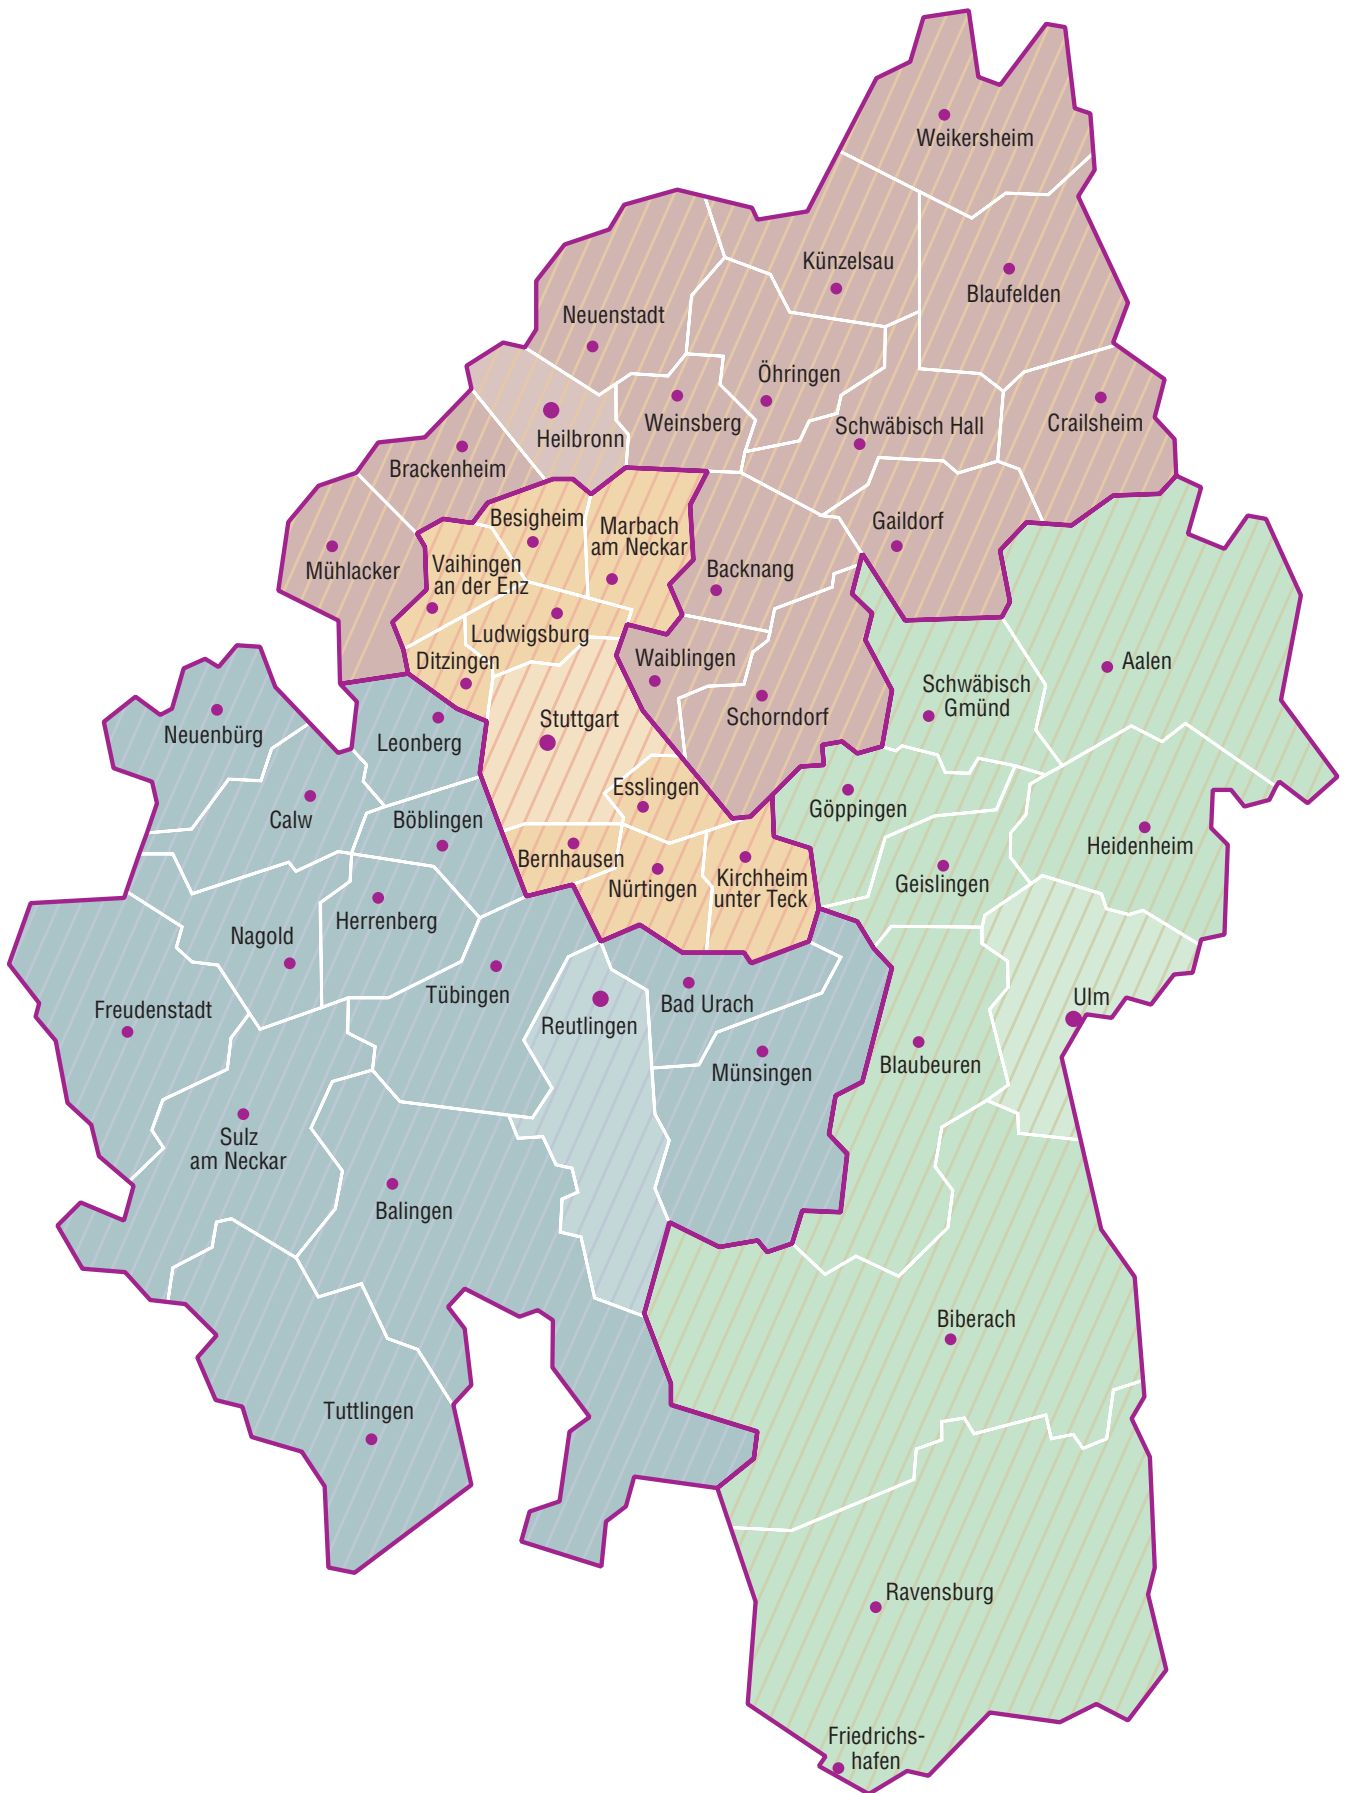 Weikersheim
Künzelsau
Blaufelden
Neuenstadt
Öhringen
Weinsberg
Schwäbisch Hall
Crailsheim
Heilbronn
Brackenheim
Besigheim
Marbach
am Neckar
Gaildorf
Mühlacker
Vaihingen
an der Enz
Backnang
Ludwigsburg
Ditzingen
Waiblingen
Aalen
Schwäbisch
Gmünd
Schorndorf
Stuttgart
Neuenbürg
Leonberg
Esslingen
Göppingen
Calw
Böblingen
Heidenheim
Bernhausen
Nürtingen
Kirchheim
unter Teck
Geislingen
Herrenberg
Nagold
Tübingen
Bad Urach
Ulm
Freudenstadt
Reutlingen
Münsingen
Blaubeuren
Sulz
am Neckar
Balingen
Biberach
Tuttlingen
Ravensburg
Friedrichs-
hafen